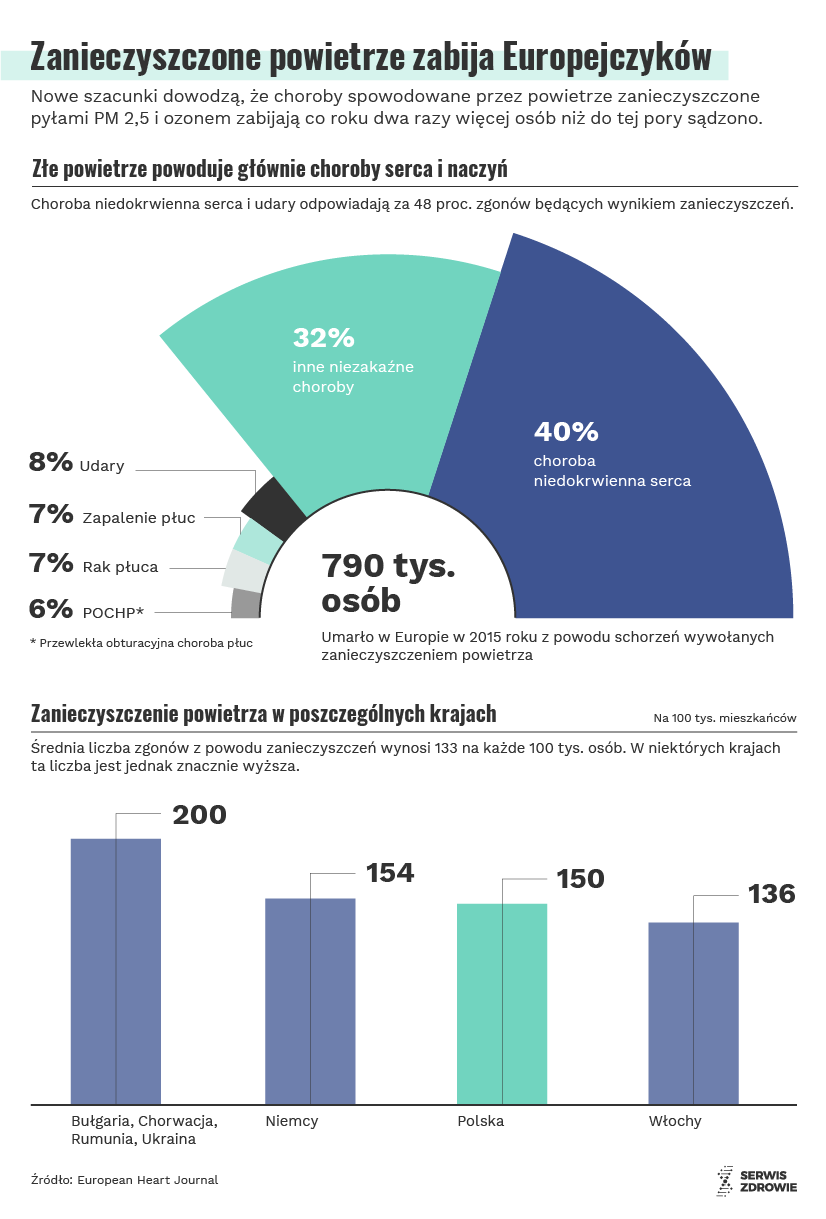 Zanieczyszczone powietrze zabija Europejczyków
Nowe szacunki dowodzą, że choroby spowodowane przez powietrze zanieczyszczone
pyłami PM 2,5 i ozonem zabijają co roku dwa razy więcej osób niż do tej pory sądzono.
Złe powietrze powoduje głównie choroby serca i naczyń
Choroba niedokrwienna serca i udary odpowiadają za 48 proc. zgonów będących wynikiem zanieczyszczeń.
32%
inne niezakaźne
choroby
40%
choroba
niedokrwienna serca
8% Udary
7% Zapalenie płuc
7% Rak płuca
6% POCHP*
* Przewlekła obturacyjna choroba płuc
790 tys.
osób
Umarło w Europie w 2015 roku z powodu schorzeń wywołanych
zanieczyszczeniem powietrza
Zanieczyszczenie powietrza w poszczególnych krajach
Na 100 tys. mieszkańców
Średnia liczba zgonów z powodu zanieczyszczeń wynosi 133 na każde 100 tys. osób. W niektórych krajach
ta liczba jest jednak znacznie wyższa.
200
154
150
136
Bułgaria, Chorwacja,
Rumunia, Ukraina
Niemcy
Polska
Włochy
Źródło: European Heart Journal
SERWIS
ZDROWIE